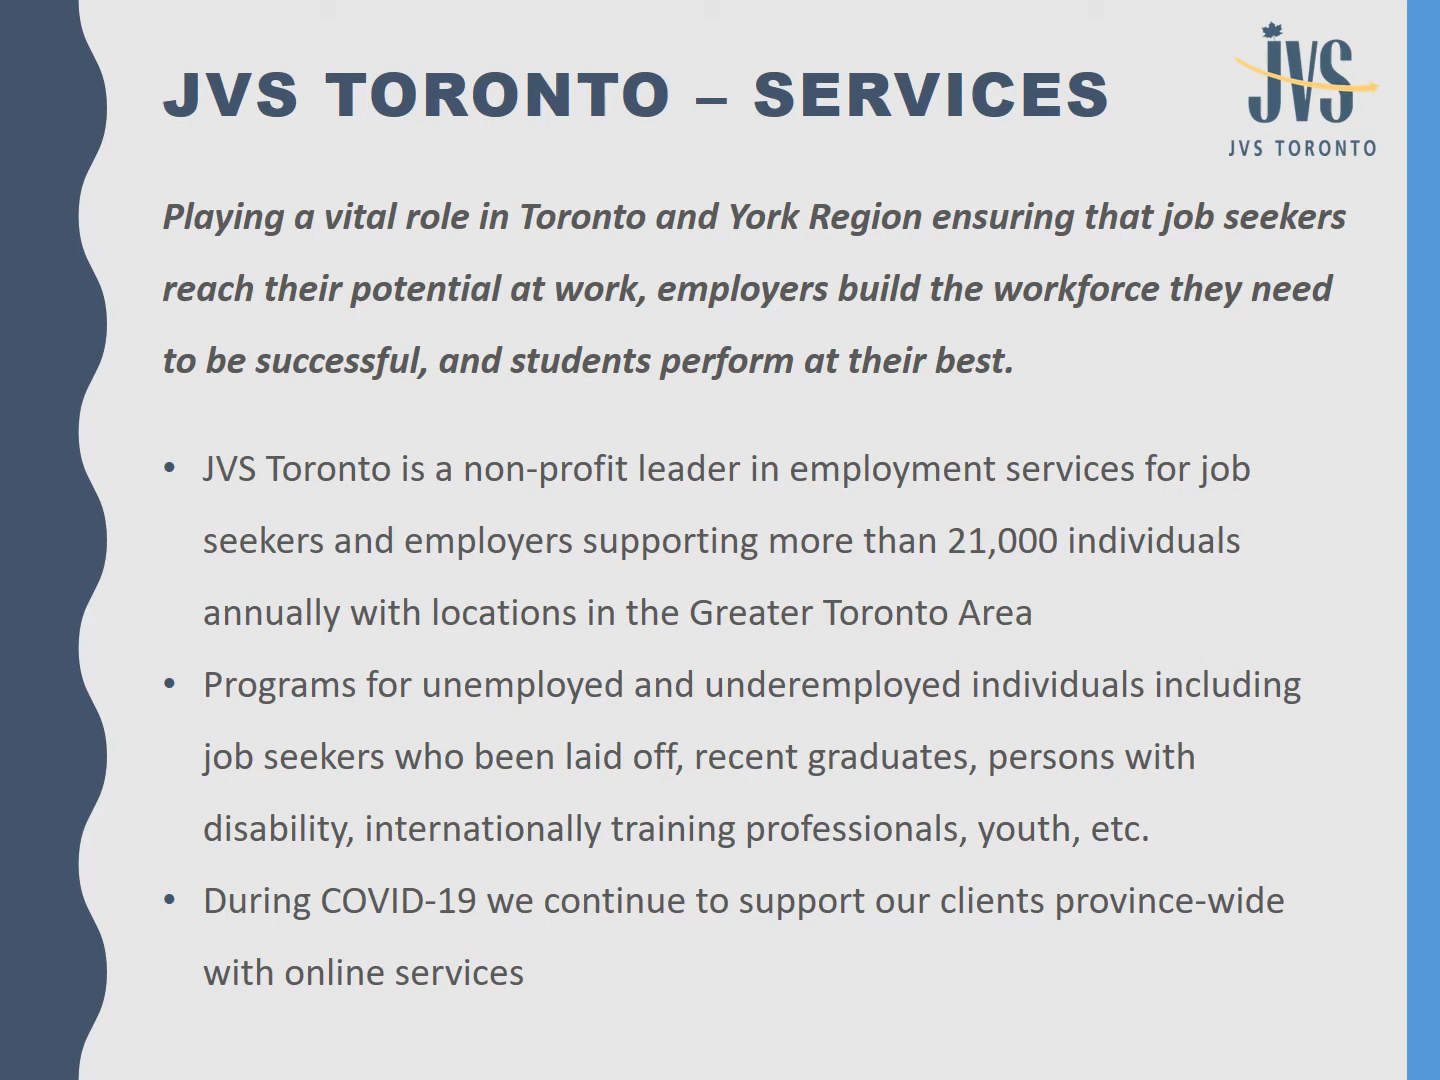 JVS TORONTO – SERVICES
JVS
JVS TORONTO
Playing a vital role in Toronto and York Region ensuring that job seekers
reach their potential at work, employers build the workforce they need
to be successful, and students perform at their best.
• JVS Toronto is a non-profit leader in employment services for job
seekers and employers supporting more than 21,000 individuals
annually with locations in the Greater Toronto Area
• Programs for unemployed and underemployed individuals including
job seekers who been laid off, recent graduates, persons with
disability, internationally training professionals, youth, etc.
• During COVID-19 we continue to support our clients province-wide
with online services